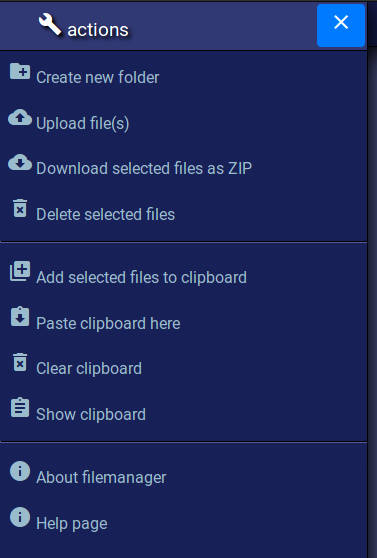 actions
Create new folder
Upload file(s)
Download selected files as ZIP
Delete selected files
Add selected files to clipboard
Paste clipboard here
Clear clipboard
Show clipboard
About filemanager
Help page